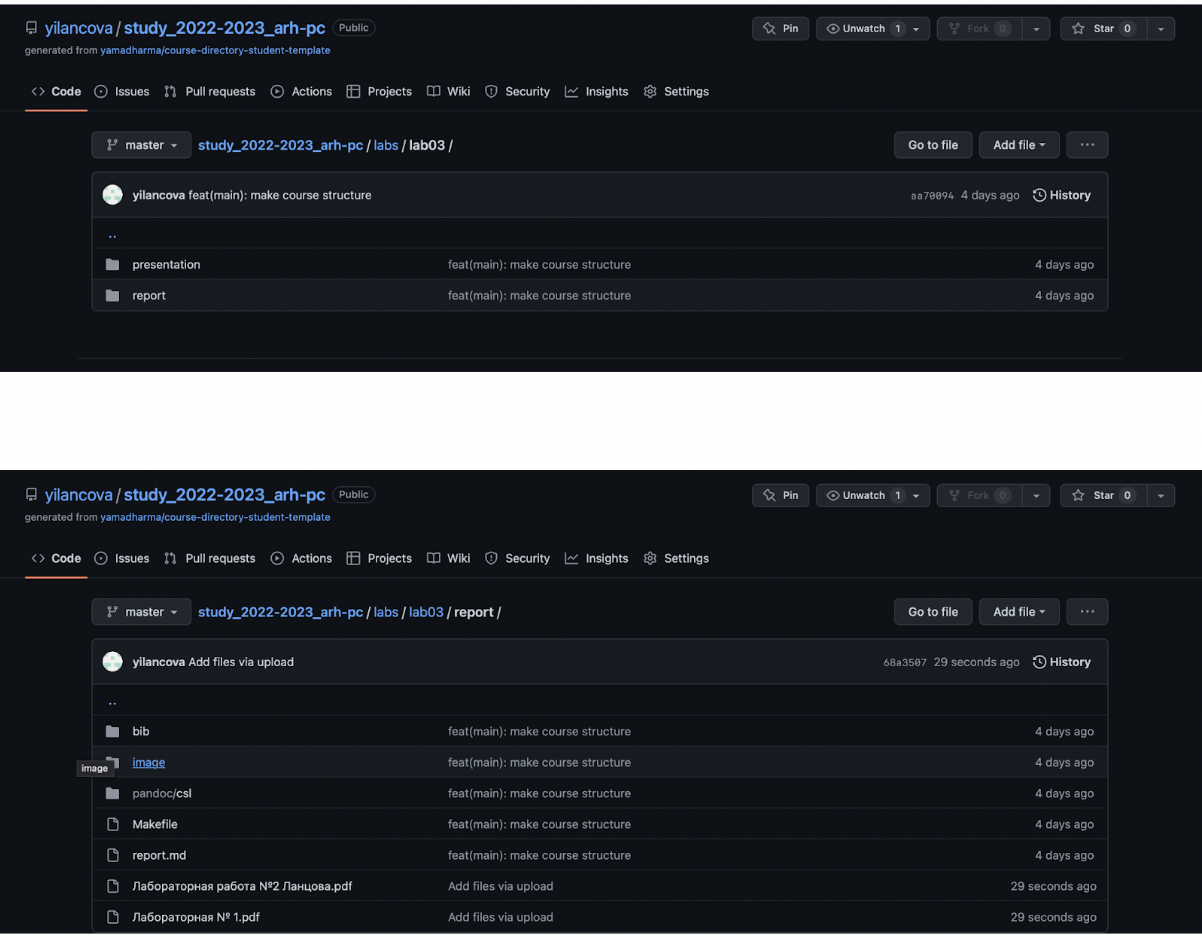 yilancova / study_2022-2023_arh-pc Public Pin Unwatch 1 Fork 0 Star 0
generated from yamadharma/course-directory-student-template
<> Code Issues Pull requests Actions Projects Wiki Security Insights Settings
master study_2022-2023_arh-pc / labs / lab03 / Go to file Add file ...
yilancova feat(main): make course structure aa70094 4 days ago History
..
presentation feat(main): make course structure 4 days ago
report feat(main): make course structure 4 days ago
yilancova / study_2022-2023_arh-pc Public Pin Unwatch 1 Fork 0 Star 0
generated from yamadharma/course-directory-student-template
<> Code Issues Pull requests Actions Projects Wiki Security Insights Settings
master study_2022-2023_arh-pc / labs / lab03 / report / Go to file Add file ...
yilancova Add files via upload 68a3507 29 seconds ago History
..
bib feat(main): make course structure 4 days ago
image feat(main): make course structure 4 days ago
image
pandoc/csl feat(main): make course structure 4 days ago
Makefile feat(main): make course structure 4 days ago
report.md feat(main): make course structure 4 days ago
Лабораторная работа №2 Ланцова.pdf Add files via upload 29 seconds ago
Лабораторная № 1.pdf Add files via upload 29 seconds ago